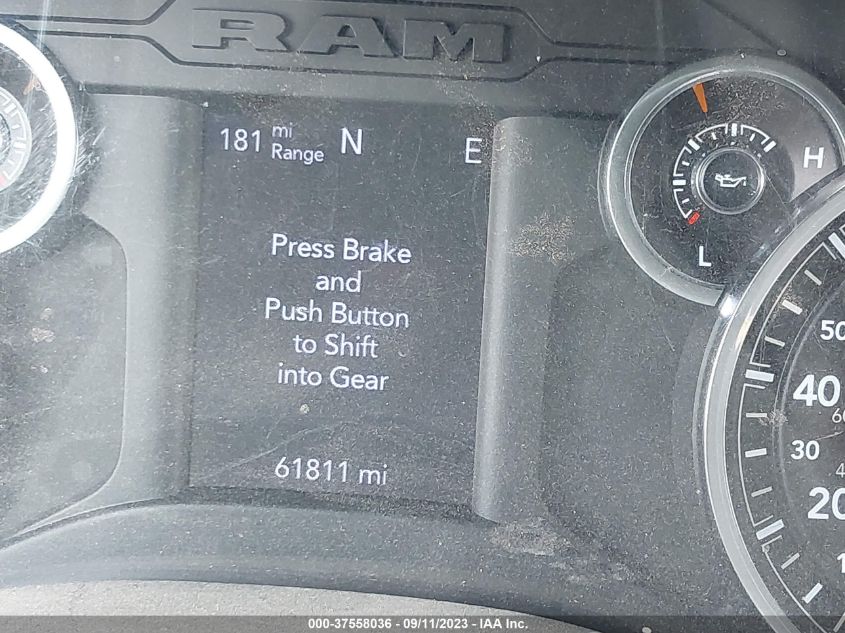 RAM
181 mi Range N E
Press Brake
and
Push Button
to Shift
into Gear
61811 mi
H
L
50
40
30
20
000-37558036 - 09/11/2023 - IAA Inc.